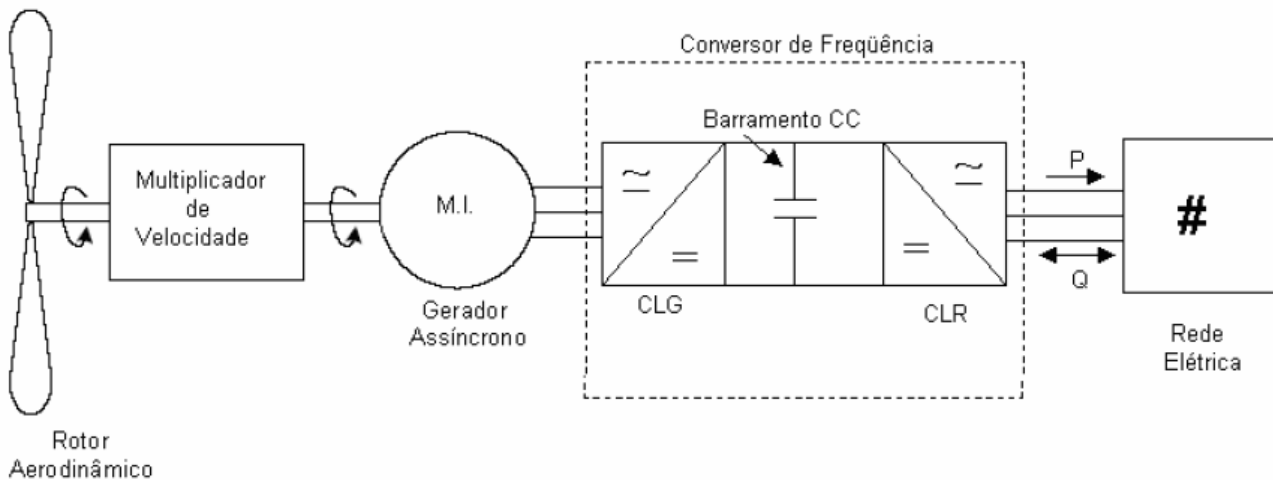 Conversor de Freqüência
Barramento CC
Multiplicador
de
Velocidade
M.I.
P
#
Q
CLG
CLR
Gerador
Assíncrono
Rede
Elétrica
Rotor
Aerodinâmico